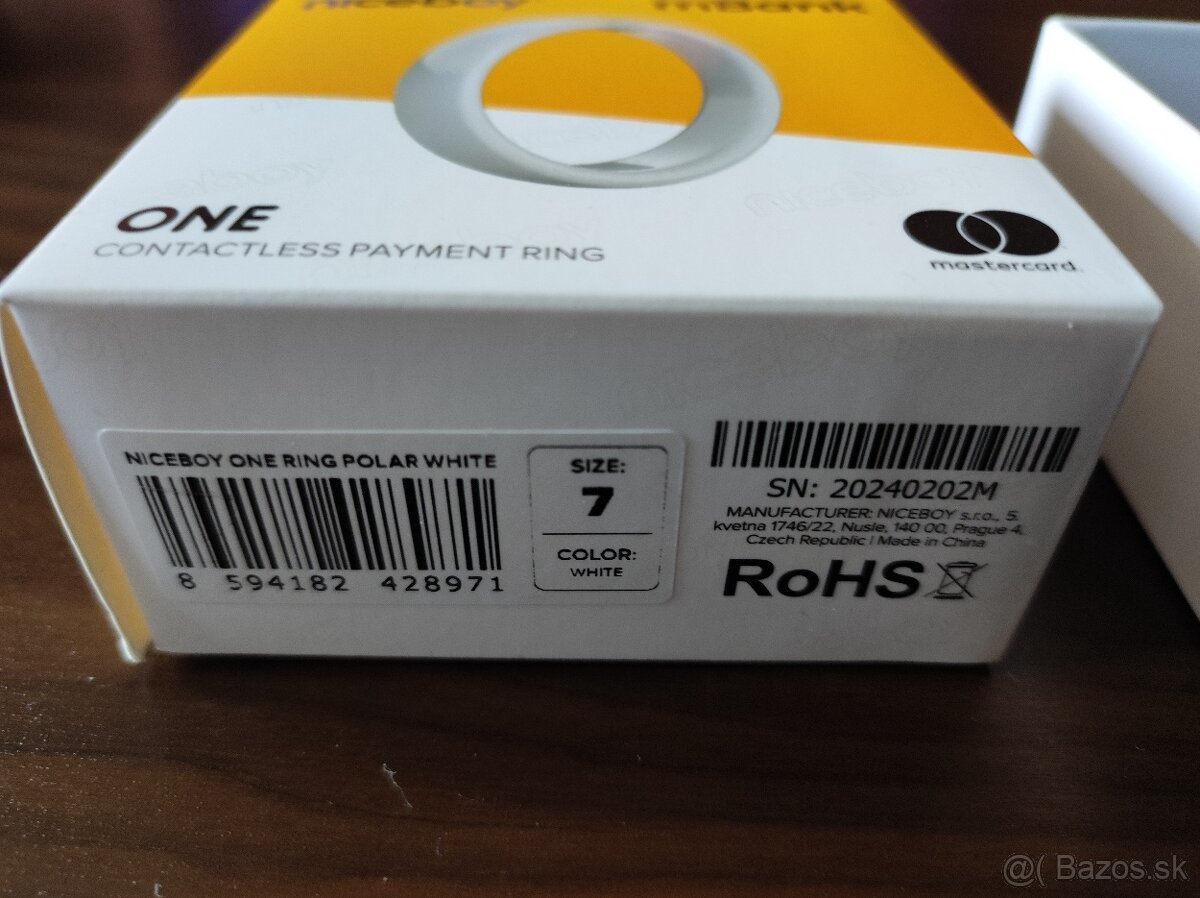 niceboy mBank
ONE
CONTACTLESS PAYMENT RING
mastercard.
NICEBOY ONE RING POLAR WHITE
8 594182 428971
SIZE:
7
COLOR:
WHITE
SN: 20240202M
MANUFACTURER: NICEBOY s.r.o., 5.
kvetna 1746/22, Nusle, 140 00, Prague 4,
Czech Republic | Made in China
RoHS
@( Bazos.sk